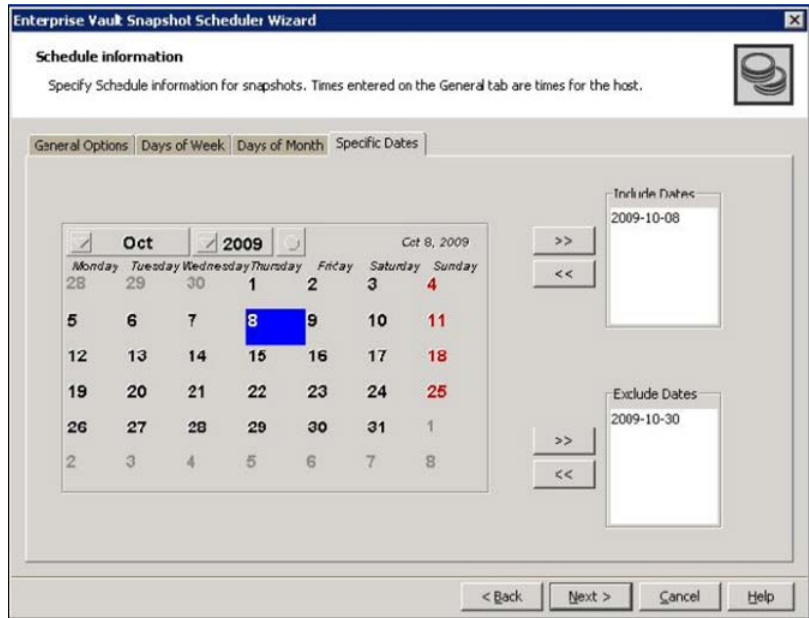 Enterprise Vault Snapshot Scheduler Wizard
Schedule information
Specify Schedule information for snapshots. Times entered on the General tab are times for the host.
General Options Days of Week Days of Month Specific Dates
Oct 2009 Oct 8, 2009
Monday Tuesday Wednesday Thursday Friday Saturday Sunday
28 29 30 1 2 3 4
5 6 7 8 9 10 11
12 13 14 15 16 17 18
19 20 21 22 23 24 25
26 27 28 29 30 31 1
2 3 4 5 6 7 8
>>
<<
Include Dates
2009-10-08
>>
<<
Exclude Dates
2009-10-30
< Back Next > Cancel Help